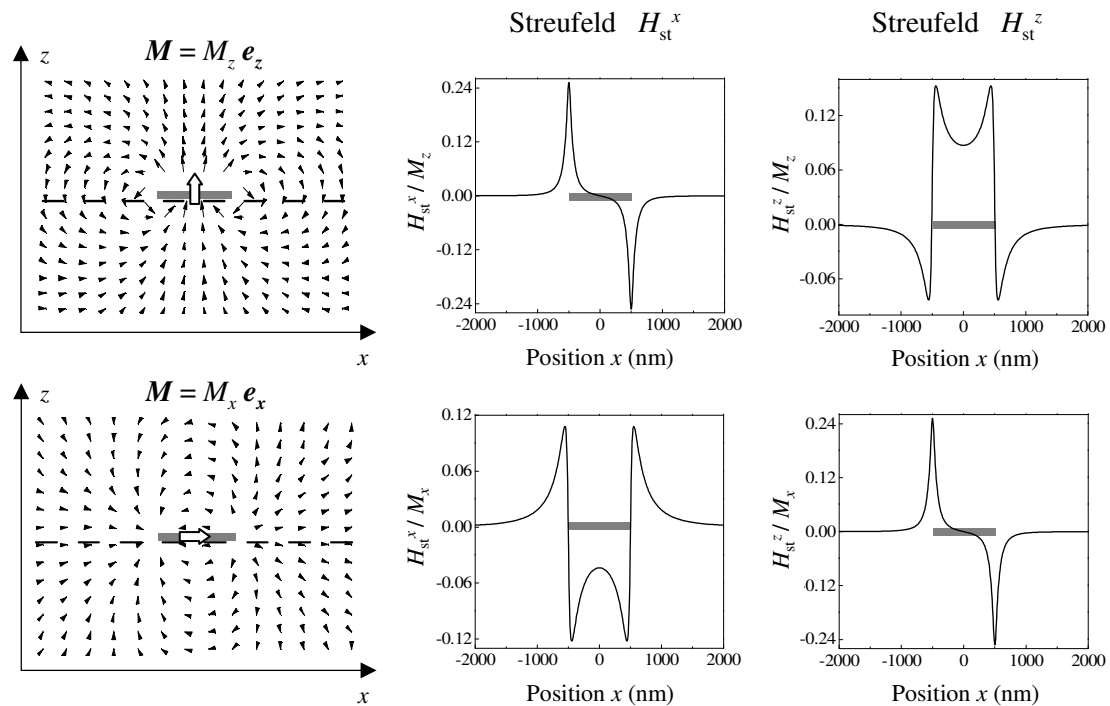 Streufeld H_st^x
Streufeld H_st^z
z
M = M_z e_z
x
H_st^x / M_z
0.24
0.12
0.00
-0.12
-0.24
-2000 -1000 0 1000 2000
Position x (nm)
H_st^z / M_z
0.12
0.06
0.00
-0.06
-2000 -1000 0 1000 2000
Position x (nm)
z
M = M_x e_x
x
H_st^x / M_x
0.12
0.06
0.00
-0.06
-0.12
-2000 -1000 0 1000 2000
Position x (nm)
H_st^z / M_x
0.24
0.12
0.00
-0.12
-0.24
-2000 -1000 0 1000 2000
Position x (nm)